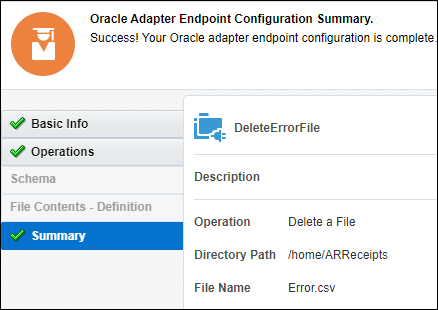 Oracle Adapter Endpoint Configuration Summary.
Success! Your Oracle adapter endpoint configuration is complete.
Basic Info
Operations
Schema
File Contents - Definition
Summary
DeleteErrorFile
Description
Operation Delete a File
Directory Path /home/ARReceipts
File Name Error.csv